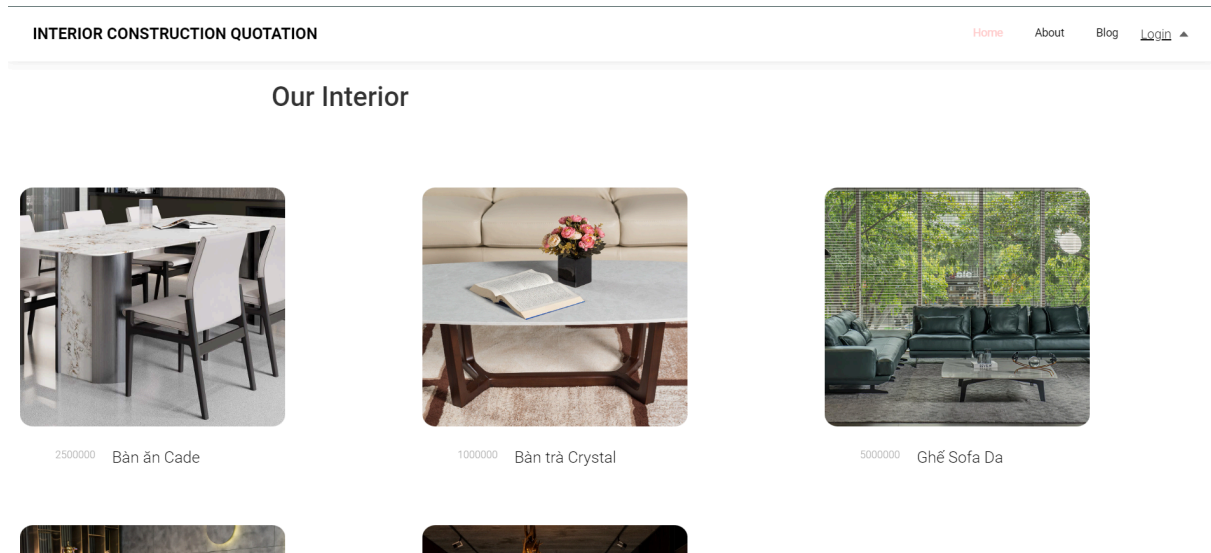 INTERIOR CONSTRUCTION QUOTATION
Home About Blog Login
Our Interior
2500000 Bàn ăn Cade
1000000 Bàn trà Crystal
5000000 Ghế Sofa Da